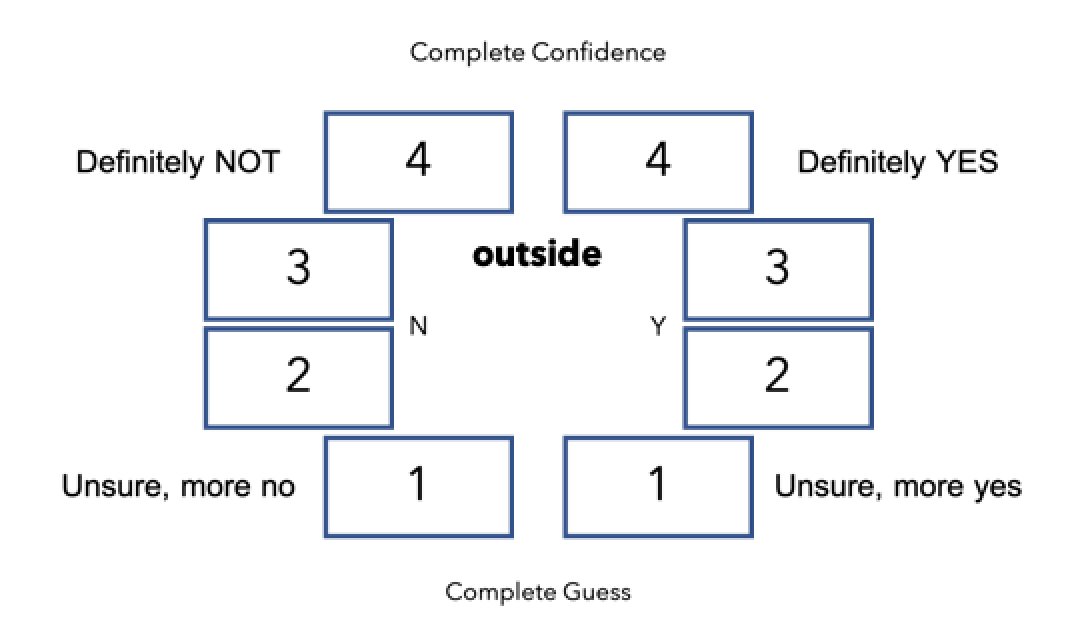 Complete Confidence
Definitely NOT 4 4 Definitely YES
outside
3 3
N Y
2 2
Unsure, more no 1 1 Unsure, more yes
Complete Guess